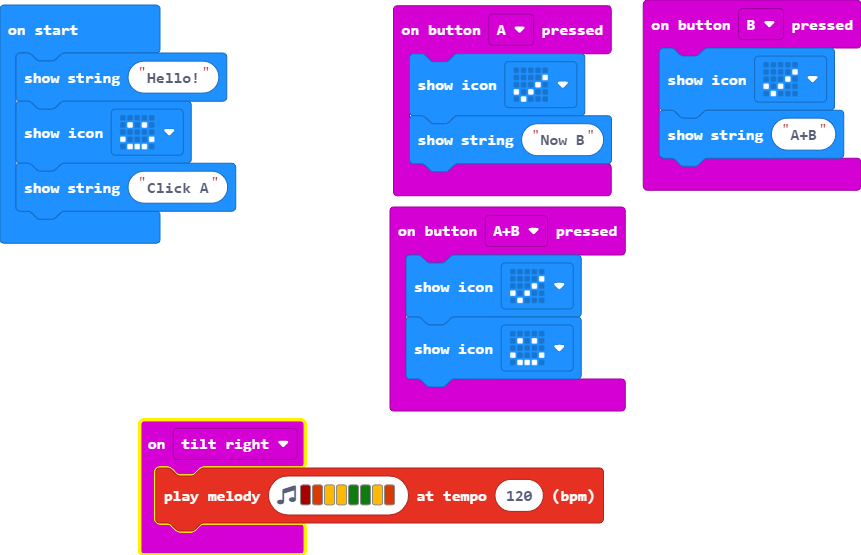 on start
show string "Hello!"
show icon
show string "Click A"
on button A pressed
show icon
show string "Now B"
on button B pressed
show icon
show string "A+B"
on button A+B pressed
show icon
show icon
on tilt right
play melody at tempo 120 (bpm)